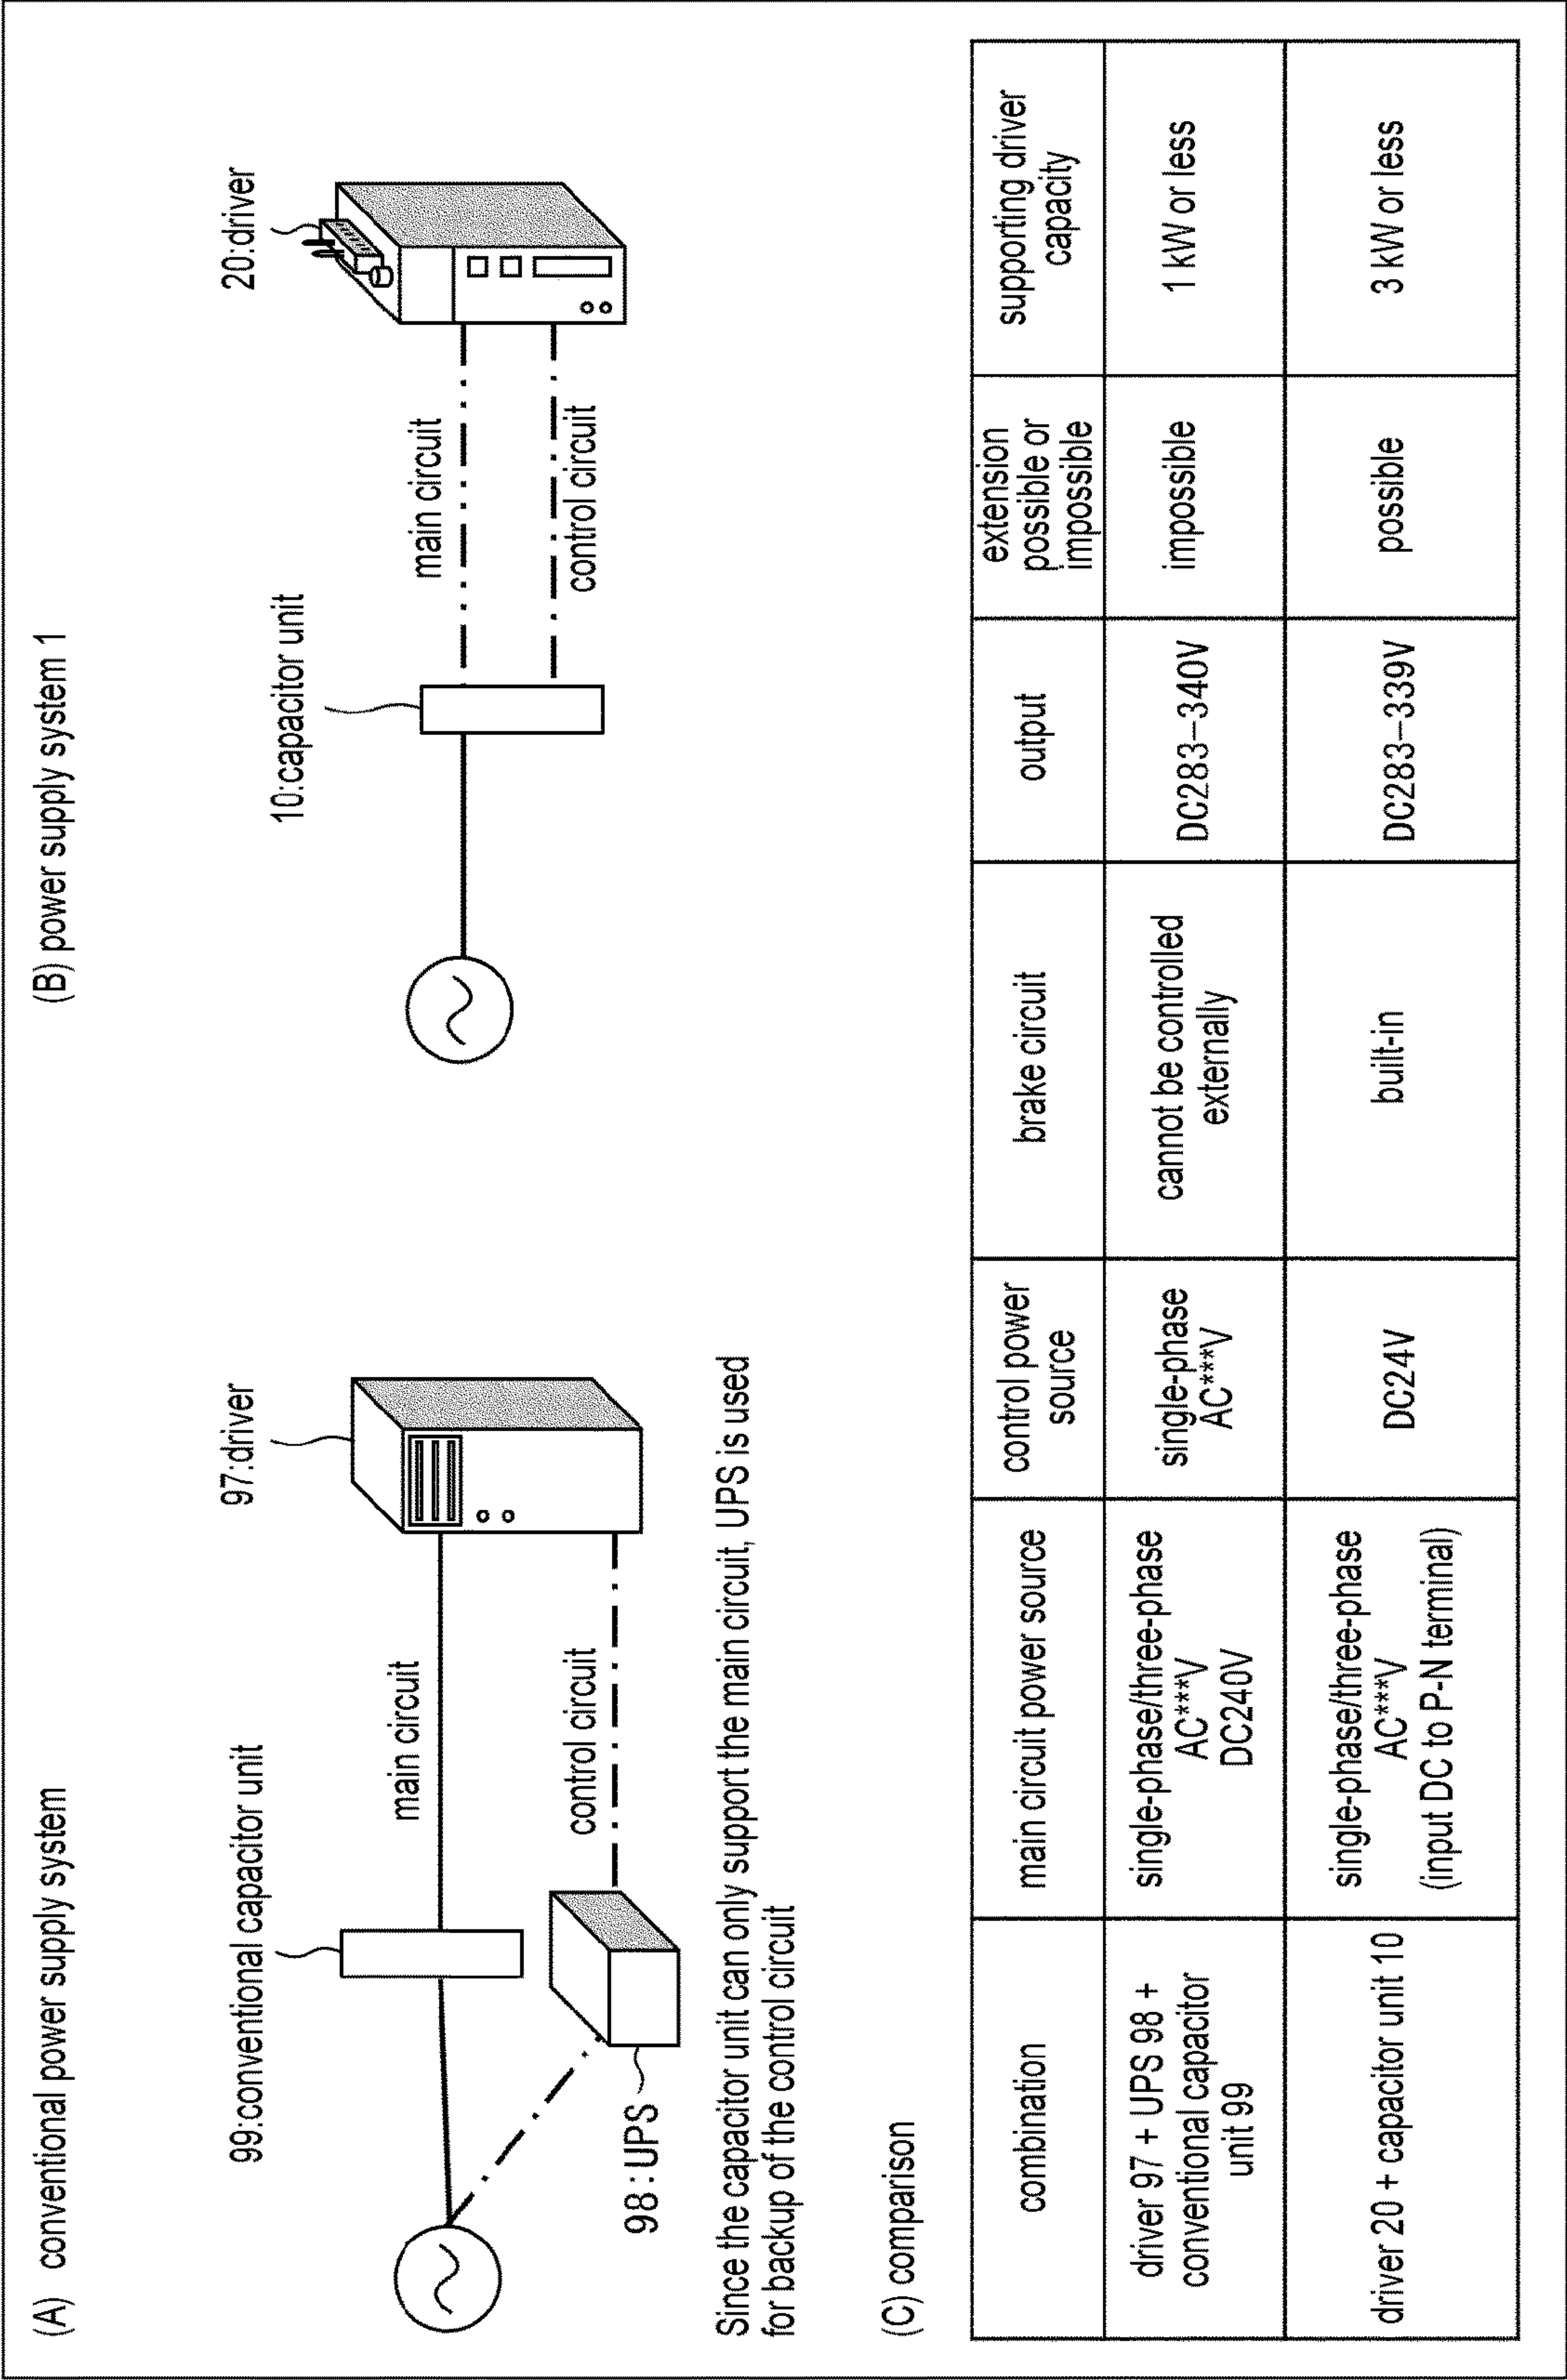 (A)   conventional power supply system
99:conventional capacitor unit
97:driver
main circuit
control circuit
98:UPS
Since the capacitor unit can only support the main circuit, UPS is used
for backup of the control circuit
(B) power supply system 1
10:capacitor unit
20:driver
main circuit
control circuit
(C) comparison
combination
main circuit power source
control power
source
brake circuit
output
extension
possible or
impossible
supporting driver
capacity
driver 97 + UPS 98 +
conventional capacitor
unit 99
single-phase/three-phase
AC***V
DC240V
single-phase
AC***V
cannot be controlled
externally
DC283–340V
impossible
1 kW or less
driver 20 + capacitor unit 10
single-phase/three-phase
AC***V
(input DC to P-N terminal)
DC24V
built-in
DC283–339V
possible
3 kW or less